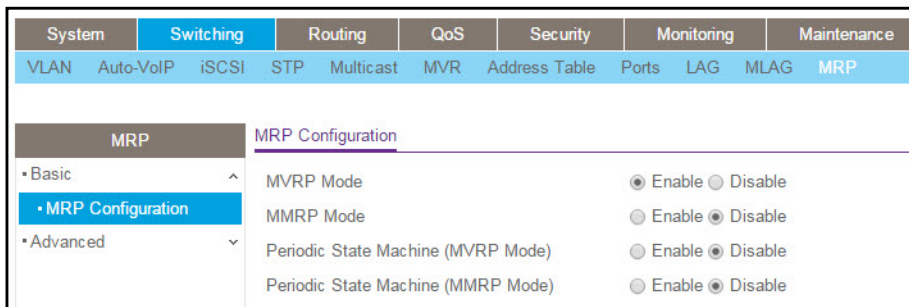 System Switching Routing QoS Security Monitoring Maintenance
VLAN Auto-VoIP iSCSI STP Multicast MVR Address Table Ports LAG MLAG MRP
MRP
Basic
MRP Configuration
Advanced
MRP Configuration
MVRP Mode Enable Disable
MMRP Mode Enable Disable
Periodic State Machine (MVRP Mode) Enable Disable
Periodic State Machine (MMRP Mode) Enable Disable